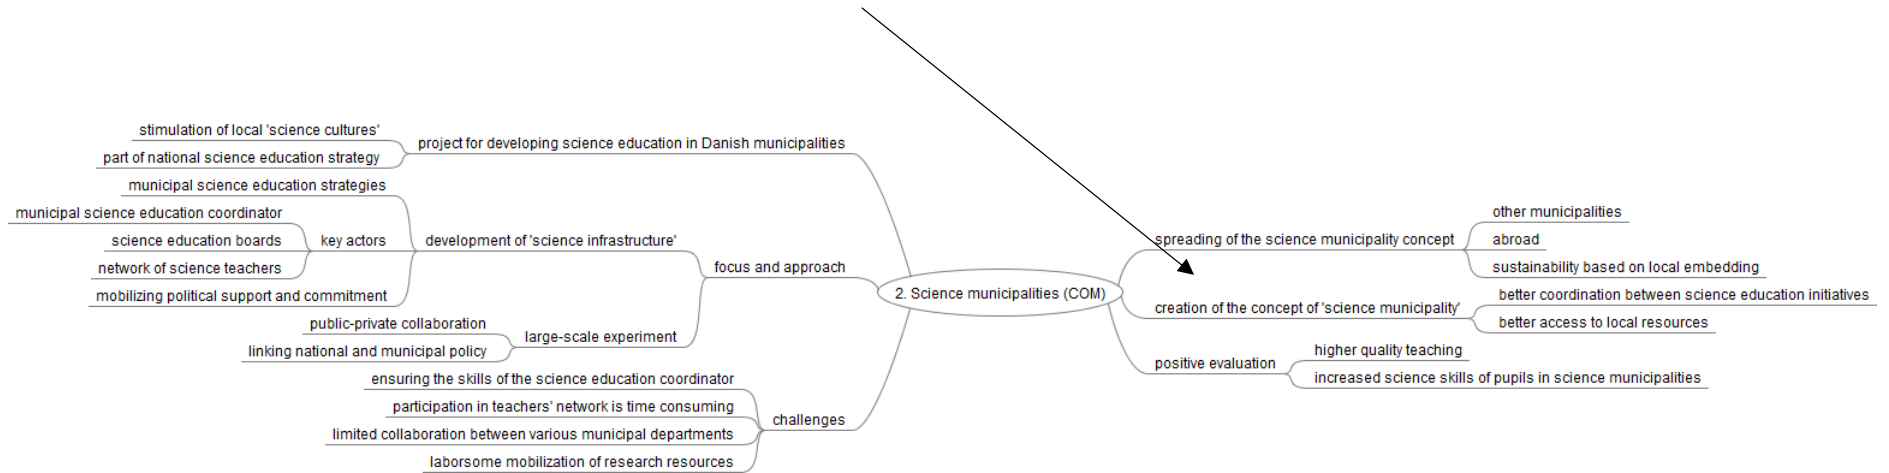 stimulation of local 'science cultures'
part of national science education strategy
project for developing science education in Danish municipalities
municipal science education strategies
municipal science education coordinator
science education boards
network of science teachers
key actors
mobilizing political support and commitment
development of 'science infrastructure'
public-private collaboration
linking national and municipal policy
large-scale experiment
focus and approach
ensuring the skills of the science education coordinator
participation in teachers' network is time consuming
limited collaboration between various municipal departments
laborsome mobilization of research resources
challenges
2. Science municipalities (COM)
spreading of the science municipality concept
other municipalities
abroad
sustainability based on local embedding
creation of the concept of 'science municipality'
better coordination between science education initiatives
better access to local resources
positive evaluation
higher quality teaching
increased science skills of pupils in science municipalities